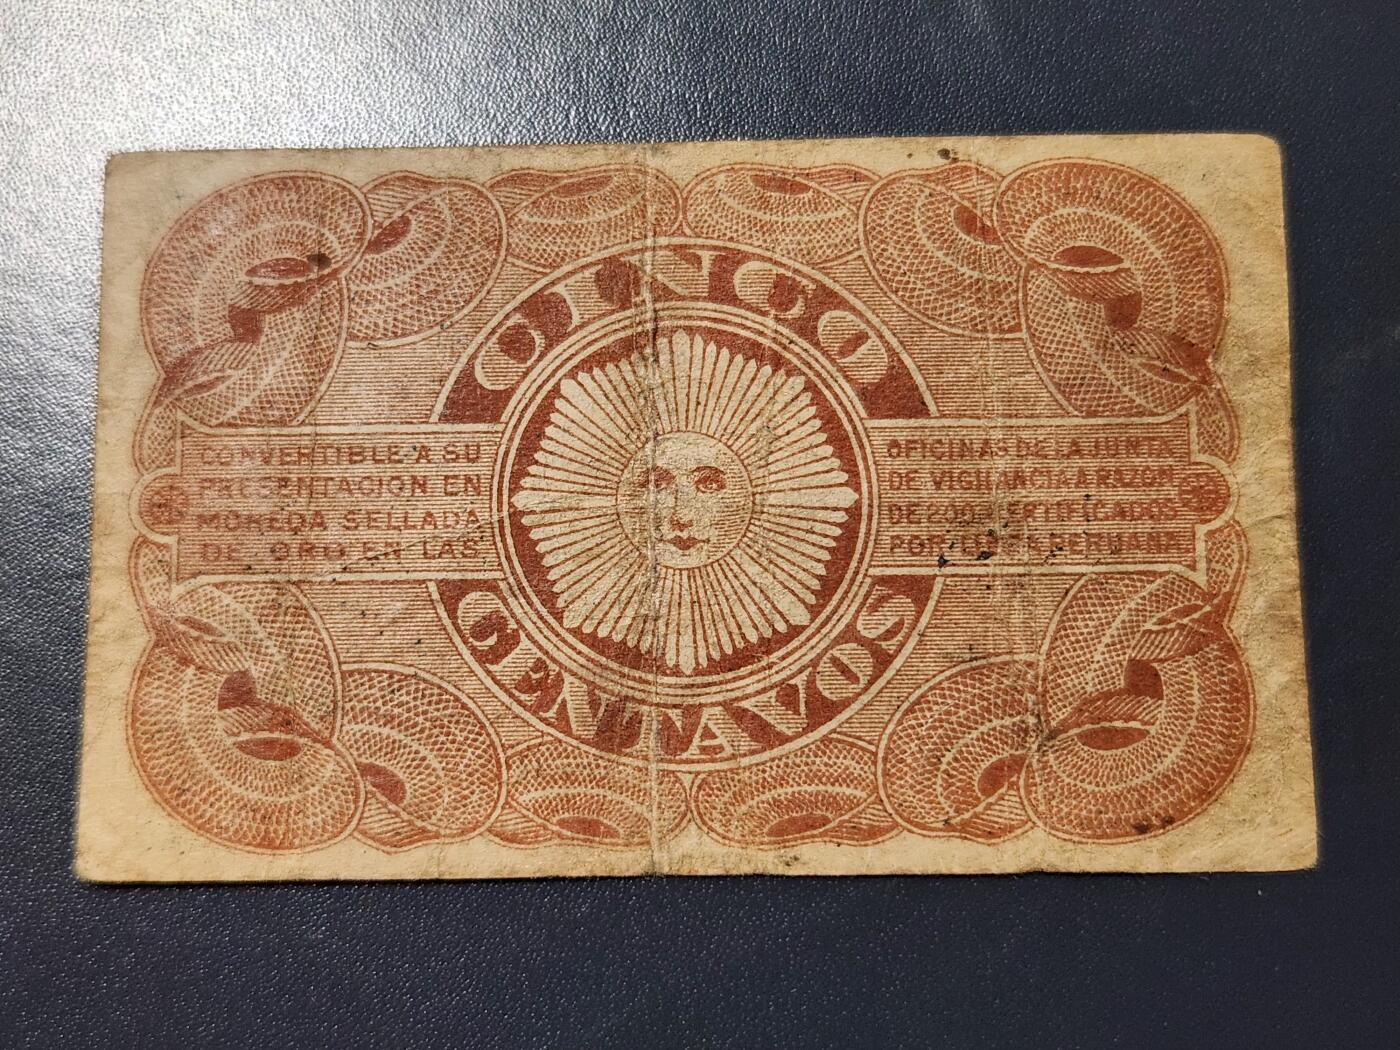 CINCO
CONVERTIBLE A SU
PRESENTACION EN
MONEDA SELLADA
DE ORO EN LAS
OFICINAS DE LA JUNTA
DE VIGILANCIA A RAZON
DE 200 CERTIFICADOS
POR LIBRA PERUANA
CENTAVOS